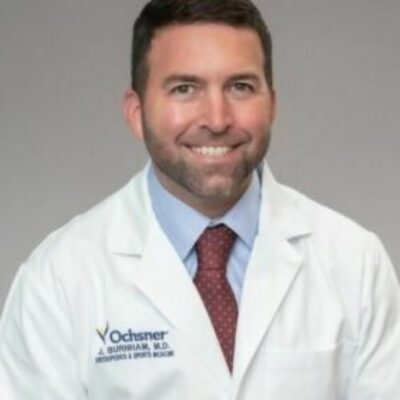 Ochsner
J. BURNHAM, M.D.
ORTHOPEDICS & SPORTS MEDICINE